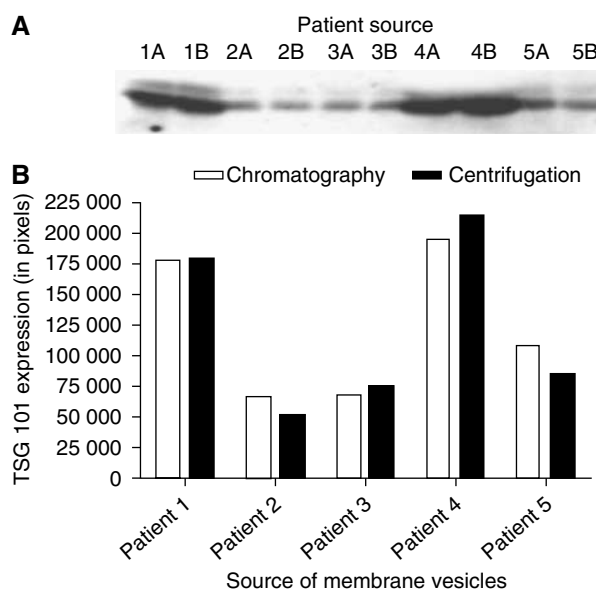 A
Patient source
1A 1B 2A 2B 3A 3B 4A 4B 5A 5B
B
Chromatography Centrifugation
TSG 101 expression (in pixels)
225 000
200 000
175 000
150 000
125 000
100 000
75 000
50 000
25 000
0
Patient 1 Patient 2 Patient 3 Patient 4 Patient 5
Source of membrane vesicles